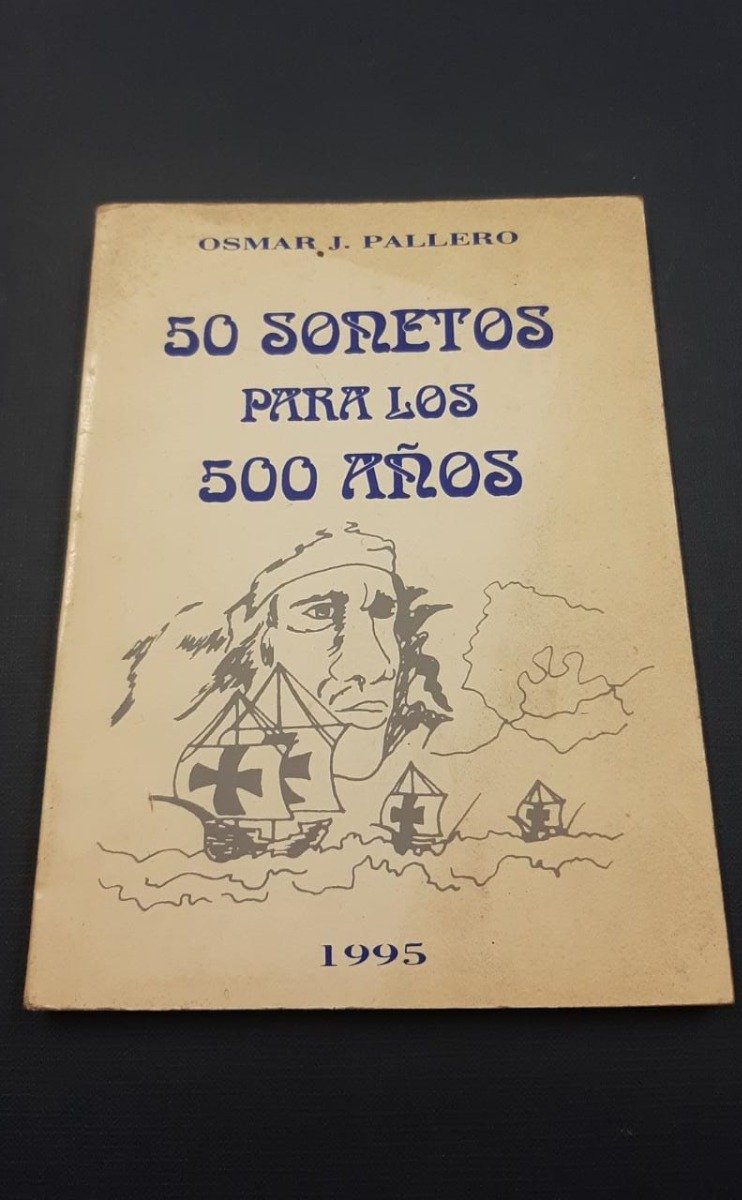 OSMAR J. PALLERO
50 SONETOS
PARA LOS
500 AÑOS
1995